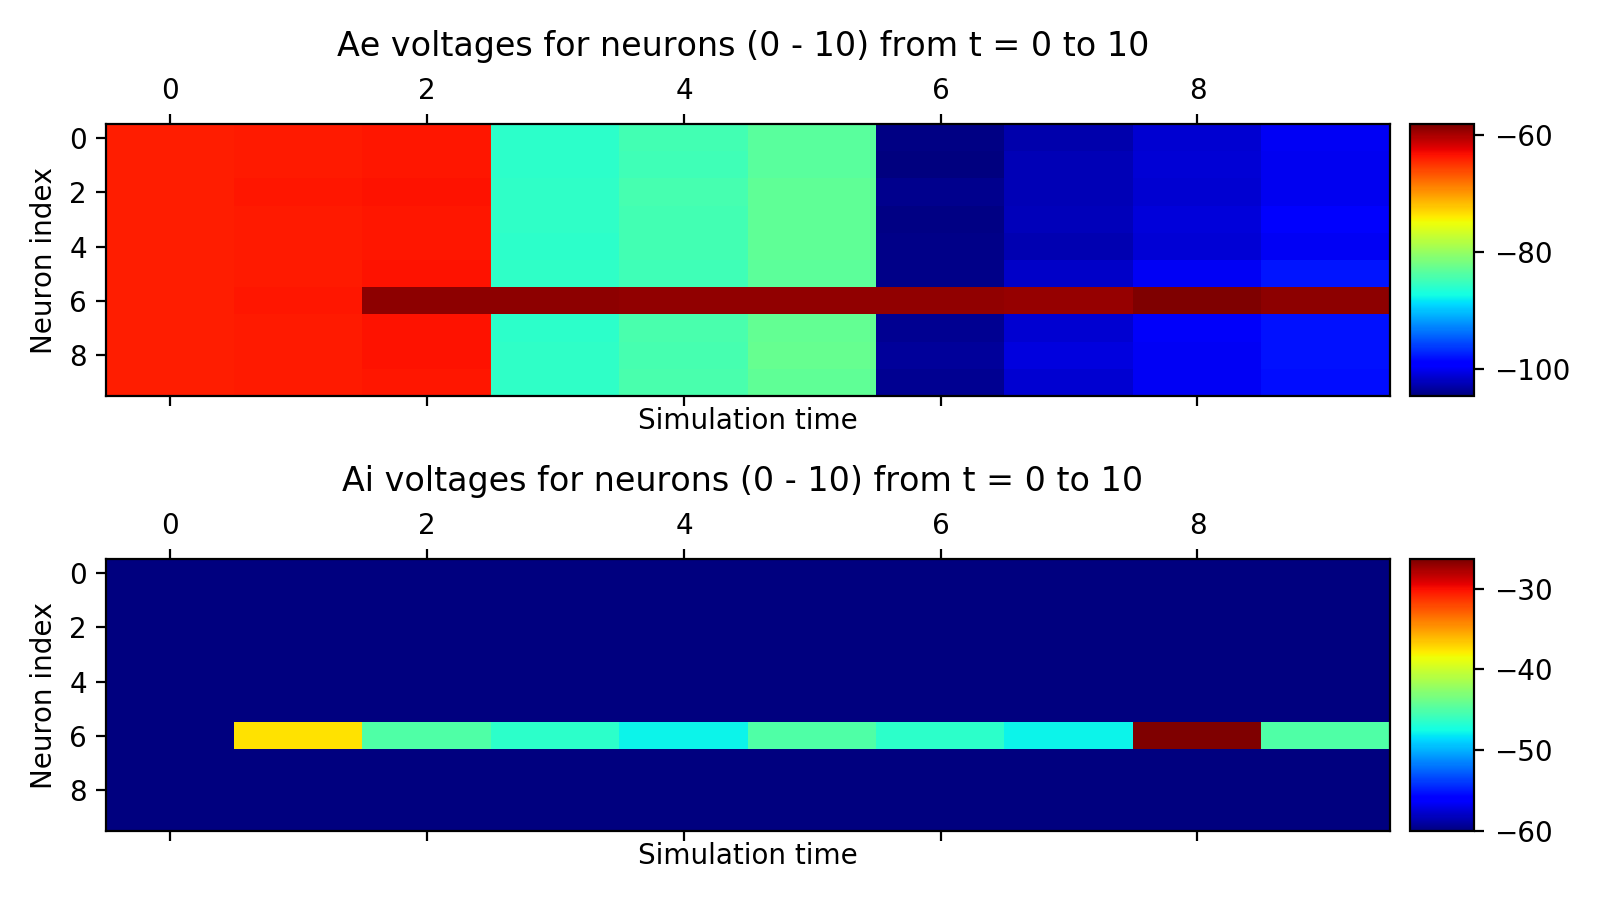 Ae voltages for neurons (0 - 10) from t = 0 to 10
0 2 4 6 8
Neuron index
0
2
4
6
8
−60
−80
−100
Simulation time
Ai voltages for neurons (0 - 10) from t = 0 to 10
0 2 4 6 8
Neuron index
0
2
4
6
8
−30
−40
−50
−60
Simulation time